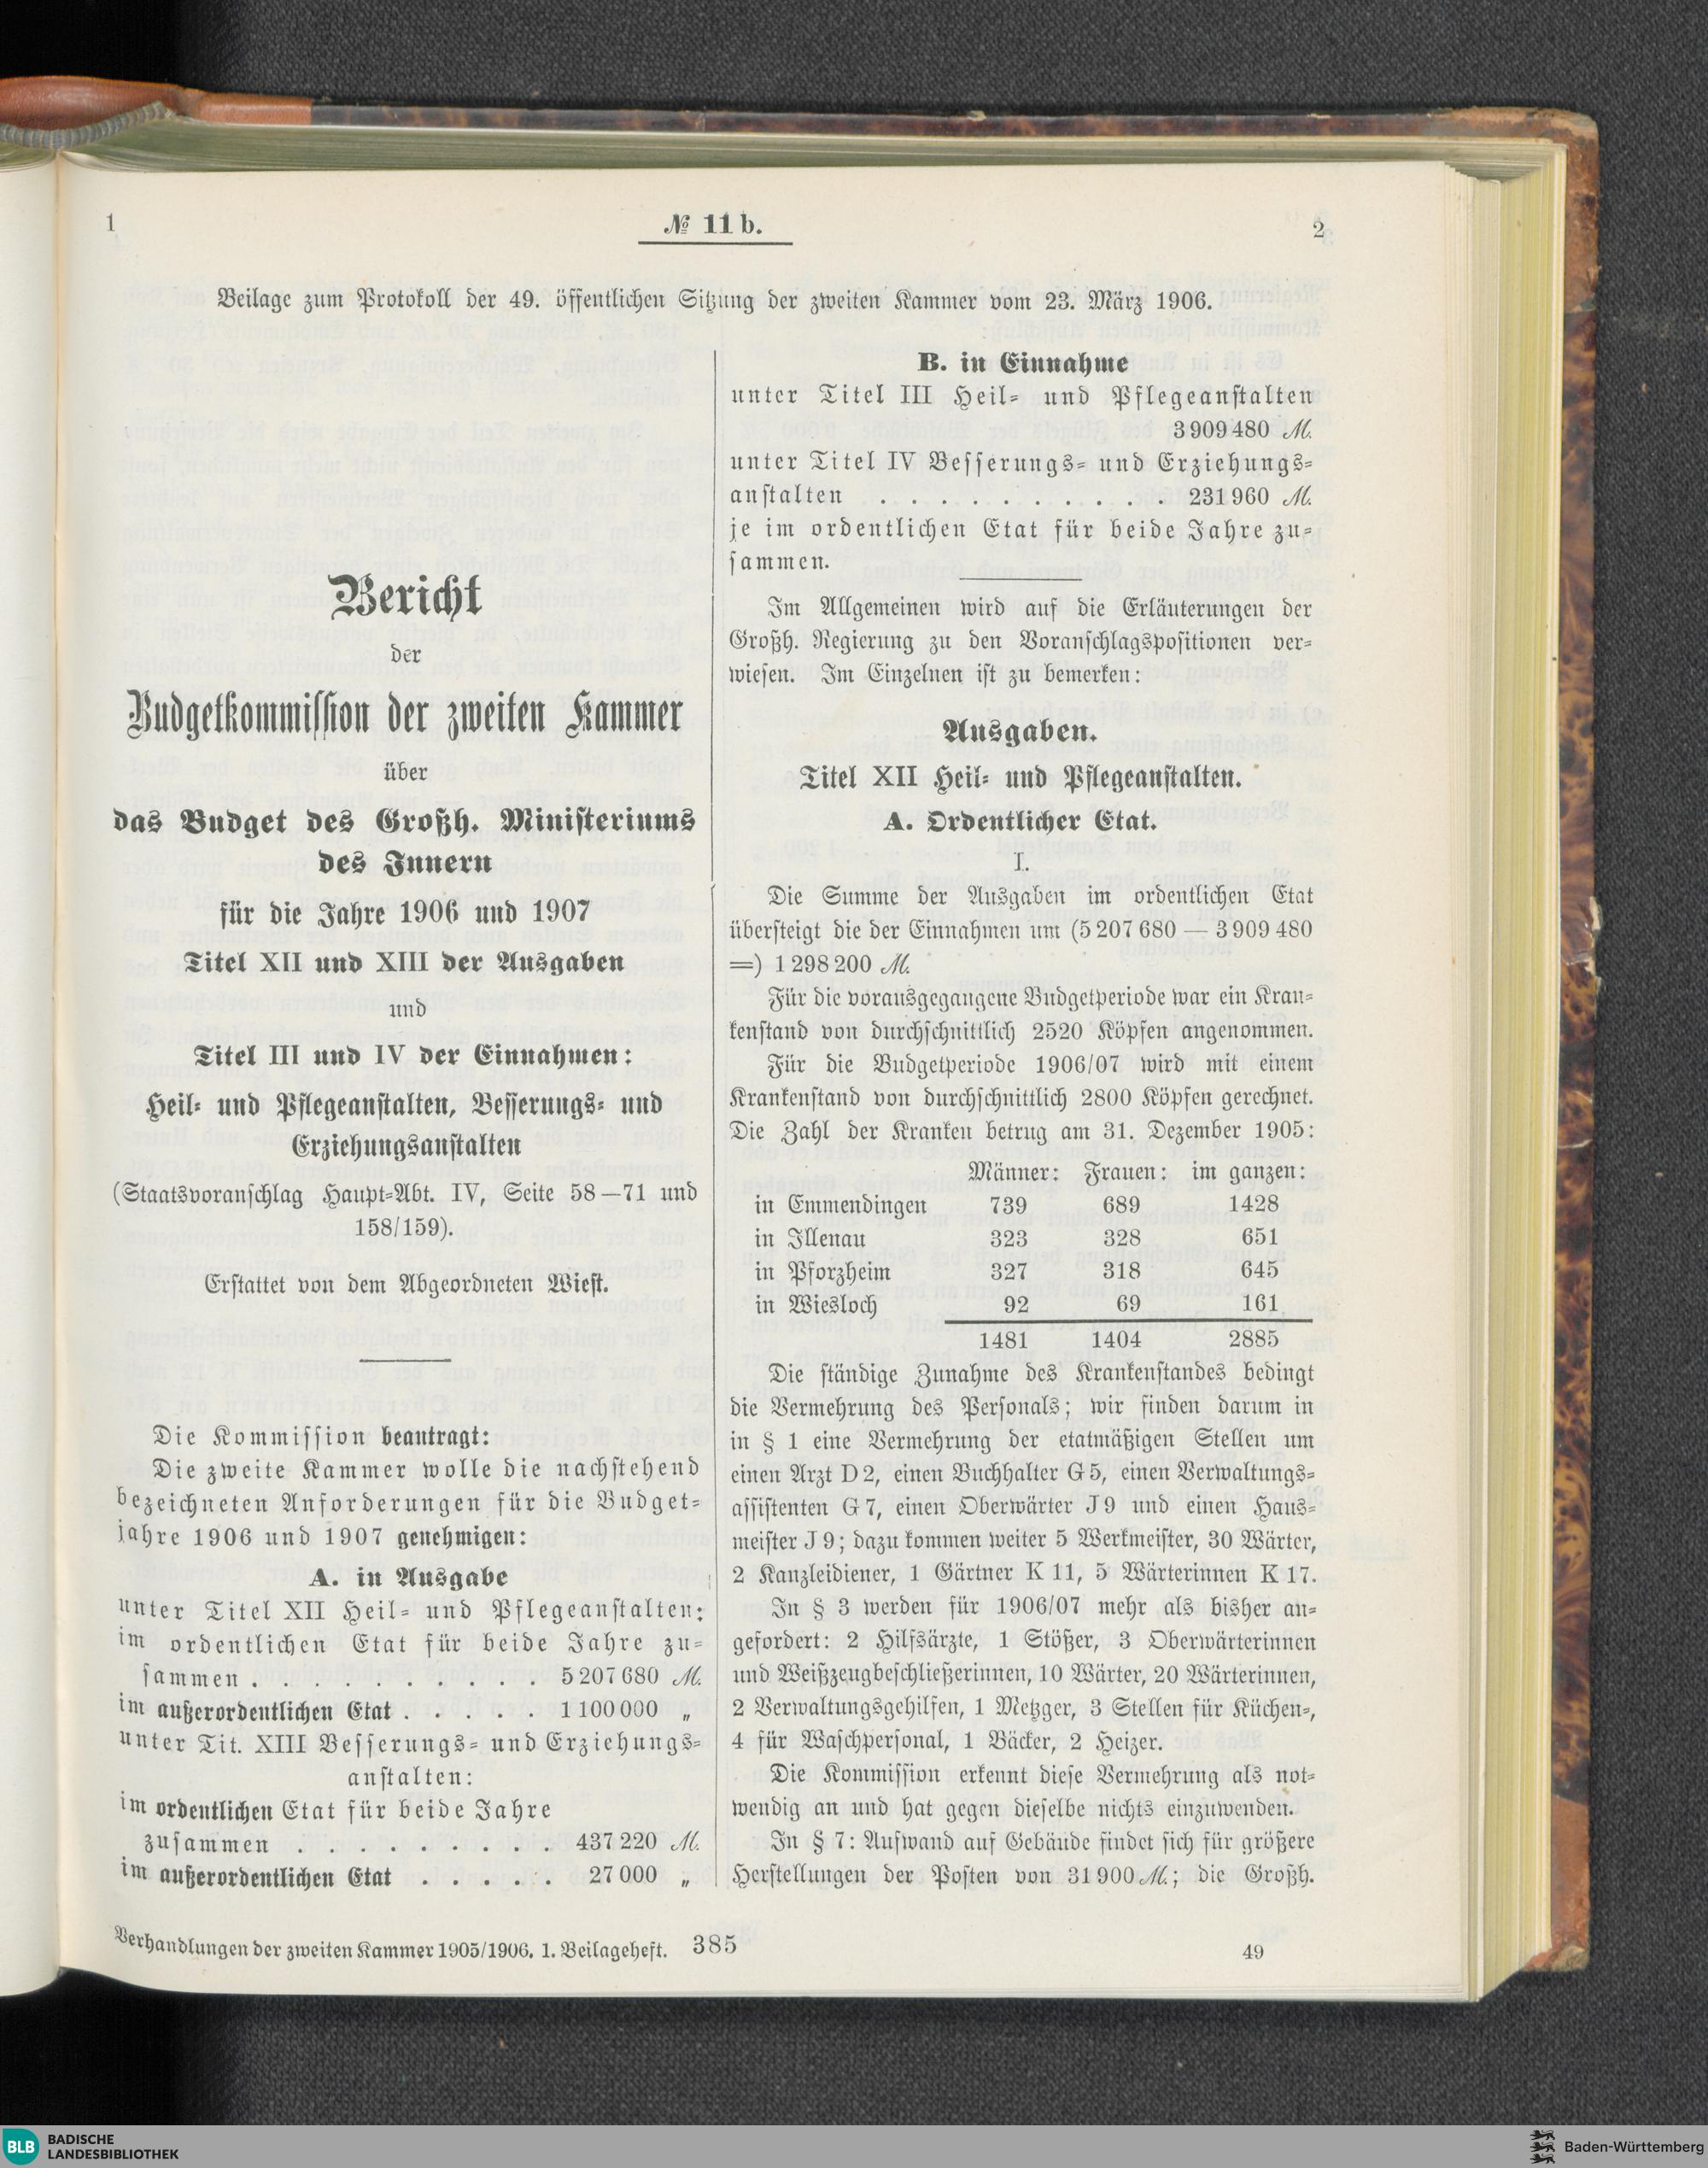 1
№ 11 b.
2
Beilage zum Protokoll der 49. öffentlichen Sitzung der zweiten Kammer vom 23. März 1906.
Bericht
der
Budgetkommission der zweiten Kammer
über
das Budget des Großh. Ministeriums
des Innern
für die Jahre 1906 und 1907
Titel XII und XIII der Ausgaben
und
Titel III und IV der Einnahmen:
Heil- und Pflegeanstalten, Besserungs- und
Erziehungsanstalten
(Staatsvoranschlag Haupt-Abt. IV, Seite 58—71 und
158/159).
Erstattet von dem Abgeordneten Wiest.
Die Kommission beantragt:
Die zweite Kammer wolle die nachstehend
bezeichneten Anforderungen für die Budget-
jahre 1906 und 1907 genehmigen:
A. in Ausgabe
unter Titel XII Heil- und Pflegeanstalten:
im ordentlichen Etat für beide Jahre zu-
sammen . . . . . . . . . . 5 207 680 M.
im außerordentlichen Etat . . . . . 1 100 000 „
unter Tit. XIII Besserungs- und Erziehungs-
anstalten:
im ordentlichen Etat für beide Jahre
zusammen . . . . . . . . . 437 220 M.
im außerordentlichen Etat . . . . . 27 000 „
B. in Einnahme
unter Titel III Heil- und Pflegeanstalten
3 909 480 M.
unter Titel IV Besserungs- und Erziehungs-
anstalten . . . . . . . . . . 231 960 M.
je im ordentlichen Etat für beide Jahre zu-
sammen.
Im Allgemeinen wird auf die Erläuterungen der
Großh. Regierung zu den Voranschlagspositionen ver-
wiesen. Im Einzelnen ist zu bemerken:
Ausgaben.
Titel XII Heil- und Pflegeanstalten.
A. Ordentlicher Etat.
I.
Die Summe der Ausgaben im ordentlichen Etat
übersteigt die der Einnahmen um (5 207 680 — 3 909 480
=) 1 298 200 M.
Für die vorausgegangene Budgetperiode war ein Kran-
kenstand von durchschnittlich 2520 Köpfen angenommen.
Für die Budgetperiode 1906/07 wird mit einem
Krankenstand von durchschnittlich 2800 Köpfen gerechnet.
Die Zahl der Kranken betrug am 31. Dezember 1905:
Männer: Frauen: im ganzen:
in Emmendingen 739 689 1428
in Illenau 323 328 651
in Pforzheim 327 318 645
in Wiesloch 92 69 161
1481 1404 2885
Die ständige Zunahme des Krankenstandes bedingt
die Vermehrung des Personals; wir finden darum in
in § 1 eine Vermehrung der etatmäßigen Stellen um
einen Arzt D 2, einen Buchhalter G 5, einen Verwaltungs-
assistenten G 7, einen Oberwärter J 9 und einen Haus-
meister J 9; dazu kommen weiter 5 Werkmeister, 30 Wärter,
2 Kanzleidiener, 1 Gärtner K 11, 5 Wärterinnen K 17.
In § 3 werden für 1906/07 mehr als bisher an-
gefordert: 2 Hilfsärzte, 1 Stößer, 3 Oberwärterinnen
und Weißzeugbeschließerinnen, 10 Wärter, 20 Wärterinnen,
2 Verwaltungsgehilfen, 1 Metzger, 3 Stellen für Küchen-,
4 für Waschpersonal, 1 Bäcker, 2 Heizer.
Die Kommission erkennt diese Vermehrung als not-
wendig an und hat gegen dieselbe nichts einzuwenden.
In § 7: Aufwand auf Gebäude findet sich für größere
Herstellungen der Posten von 31 900 M.; die Großh.
Verhandlungen der zweiten Kammer 1905/1906. 1. Beilageheft.
385
49
BLB BADISCHE
LANDESBIBLIOTHEK
Baden-Württemberg